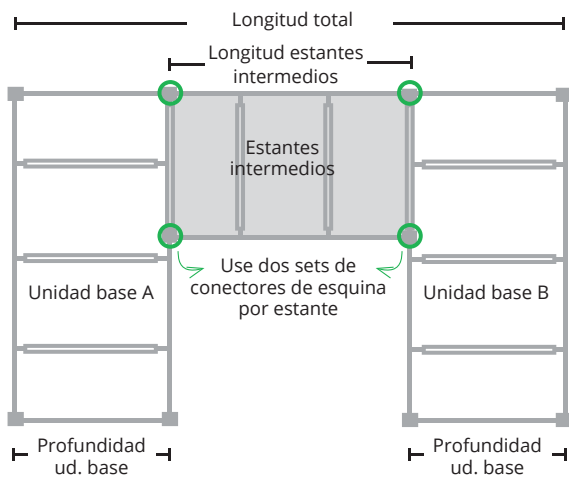 Longitud total
Longitud estantes
intermedios
Estantes
intermedios
Use dos sets de
conectores de esquina
por estante
Unidad base A
Unidad base B
Profundidad
ud. base
Profundidad
ud. base